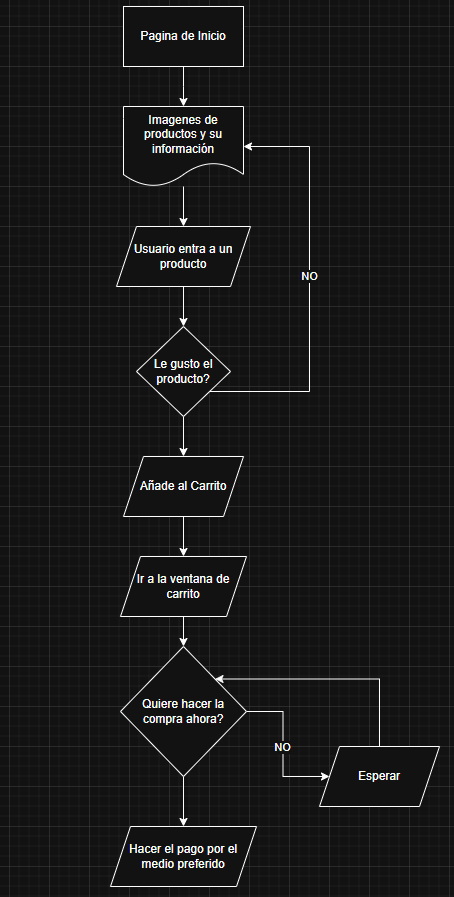 Pagina de Inicio
Imagenes de
productos y su
información
Usuario entra a un
producto
NO
Le gusto el
producto?
Añade al Carrito
Ir a la ventana de
carrito
Quiere hacer la
compra ahora?
NO
Esperar
Hacer el pago por el
medio preferido